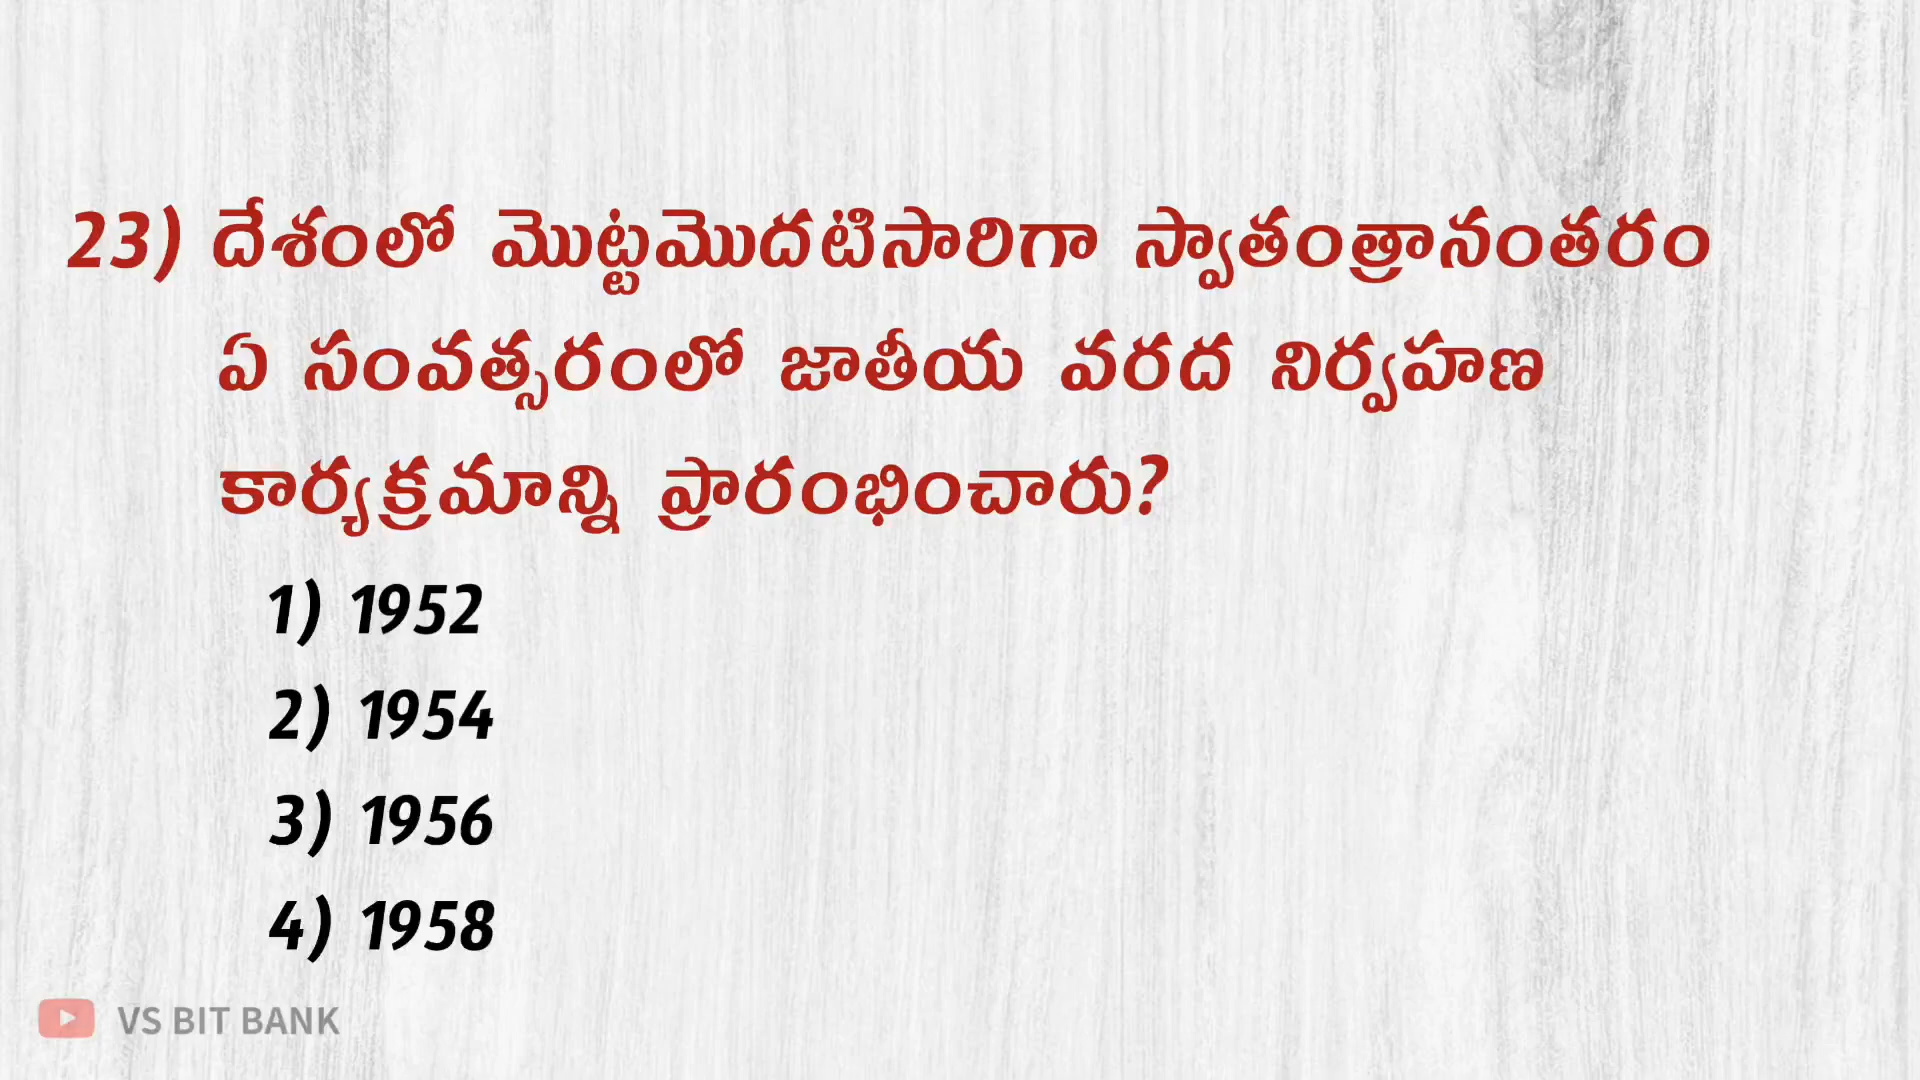 23) దేశంలో మొట్టమొదటిసారిగా స్వాతంత్రానంతరం
ఏ సంవత్సరంలో జాతీయ వరద నిర్వహణ
కార్యక్రమాన్ని ప్రారంభించారు?
1) 1952
2) 1954
3) 1956
4) 1958
VS BIT BANK